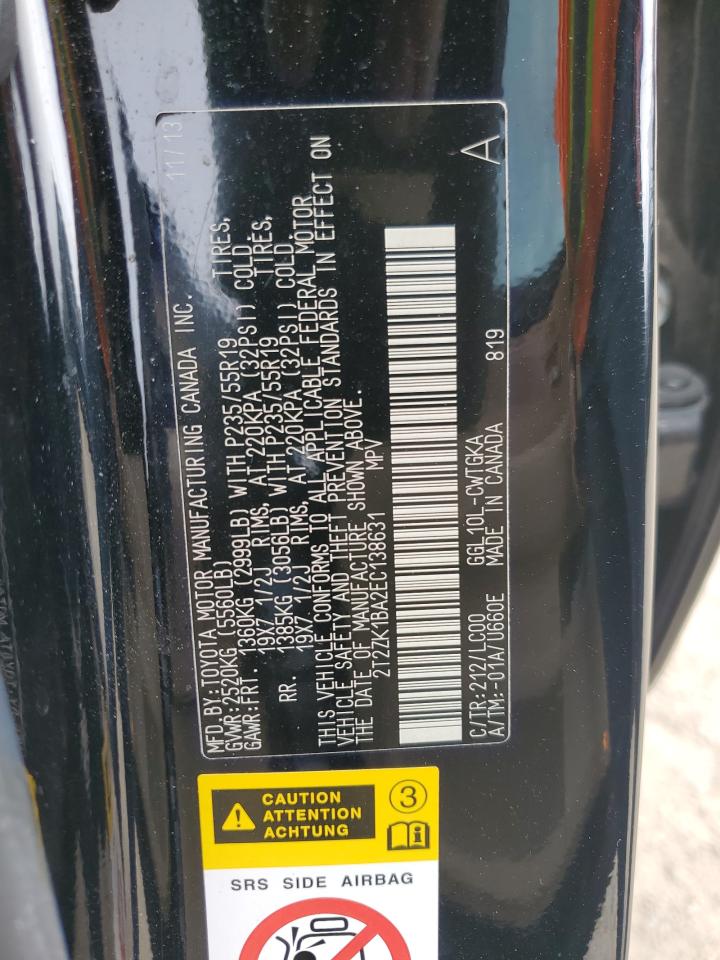 MFD.BY:TOYOTA MOTOR MANUFACTURING CANADA INC. 11/13
GVWR:2520KG (5560LB)
GAWR:FRT. 1360KG (2999LB) WITH P235/55R19 TIRES,
19X7 1/2J RIMS, AT 220KPA (32PSI) COLD.
RR. 1385KG (3056LB) WITH P235/55R19 TIRES,
19X7 1/2J RIMS, AT 220KPA (32PSI) COLD.
THIS VEHICLE CONFORMS TO ALL APPLICABLE FEDERAL MOTOR
VEHICLE SAFETY AND THEFT PREVENTION STANDARDS IN EFFECT ON
THE DATE OF MANUFACTURE SHOWN ABOVE.
2T2ZK1BA2EC138631 MPV
C/TR:212/LC00 GGL10L-CWTGKA
A/TM:-01A/U660E MADE IN CANADA 819
A
CAUTION
ATTENTION
ACHTUNG
3
SRS SIDE AIRBAG